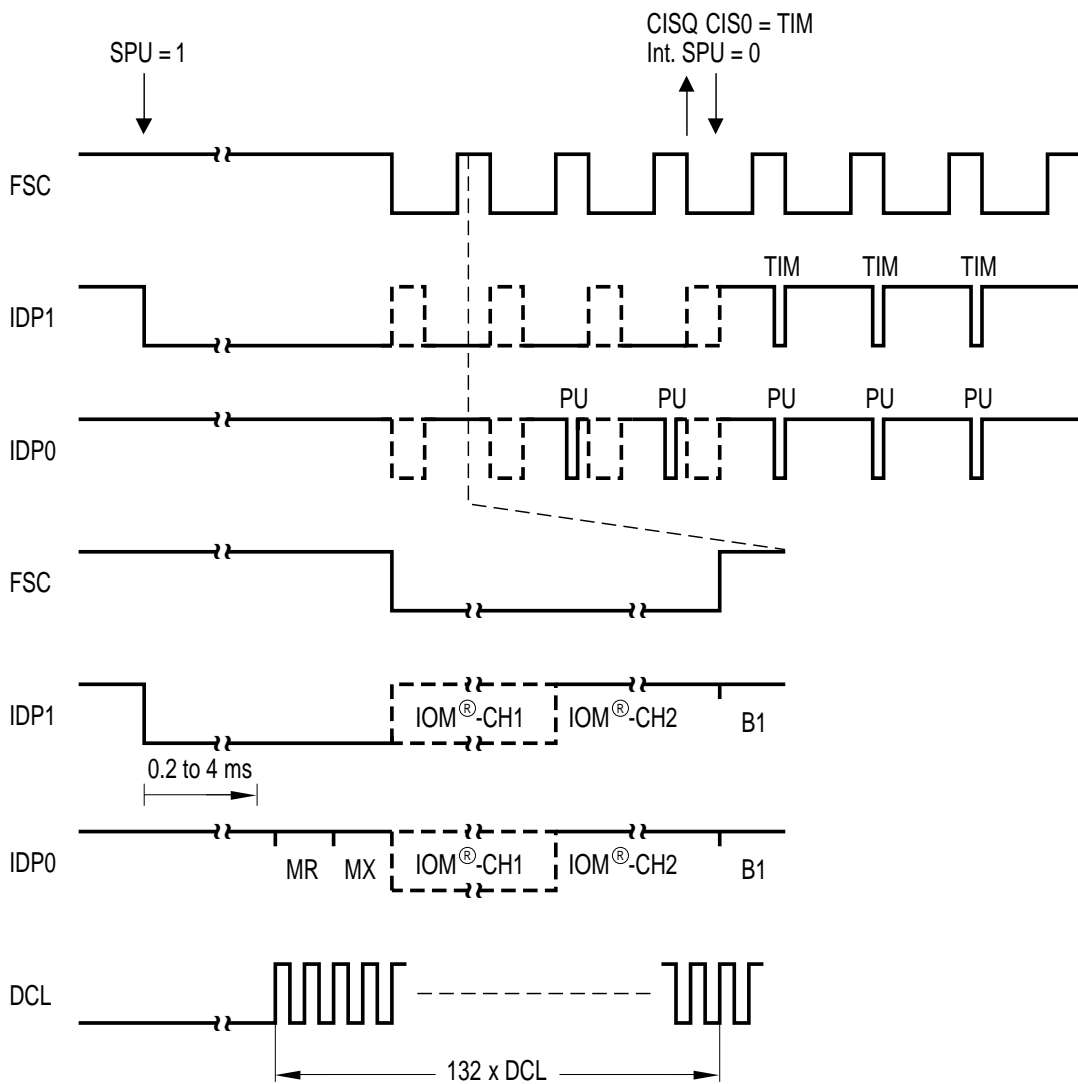 CISQ CIS0 = TIM
SPU = 1
Int. SPU = 0
FSC
TIM TIM TIM
IDP1
PU PU PU PU PU
IDP0
FSC
IDP1
IOM®-CH1 IOM®-CH2 B1
0.2 to 4 ms
IDP0
MR MX IOM®-CH1 IOM®-CH2 B1
DCL
132 x DCL